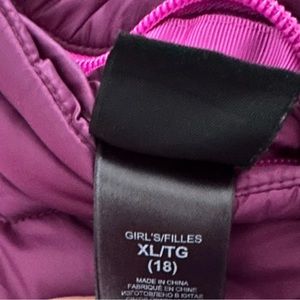 GIRL'S/FILLES
XL/TG
(18)
MADE IN CHINA
FABRIQUÉ EN CHINE
ИЗГОТОВЛЕНО В КИТАЕ